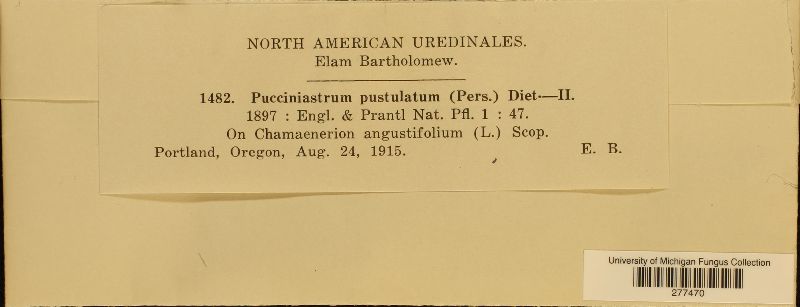 NORTH AMERICAN UREDINALES.
Elam Bartholomew.
1482. Pucciniastrum pustulatum (Pers.) Diet·—II.
1897 : Engl. & Prantl Nat. Pfl. 1 : 47.
On Chamaenerion angustifolium (L.) Scop.
Portland, Oregon, Aug. 24, 1915. E. B.
University of Michigan Fungus Collection
277470